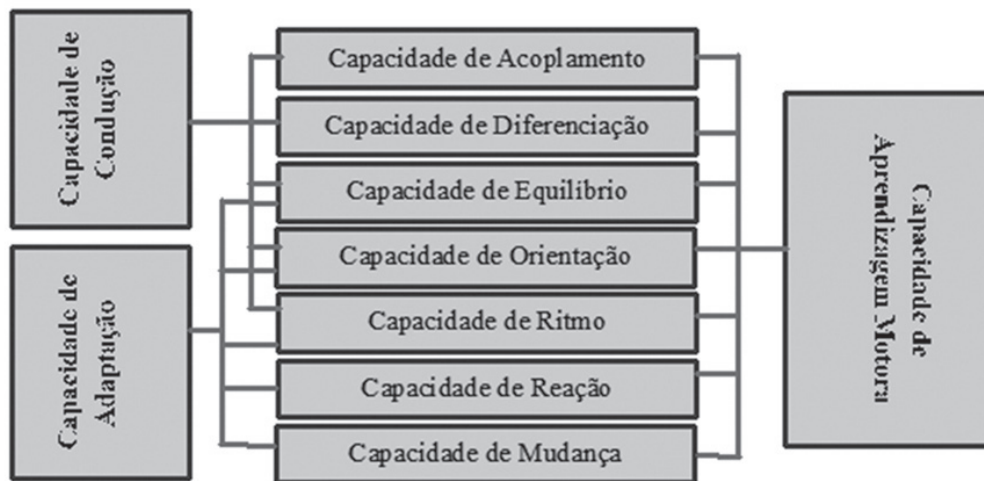 Capacidade de
Condução
Capacidade de
Adaptação
Capacidade de Acoplamento
Capacidade de Diferenciação
Capacidade de Equilíbrio
Capacidade de Orientação
Capacidade de Ritmo
Capacidade de Reação
Capacidade de Mudança
Capacidade de
Aprendizagem Motora